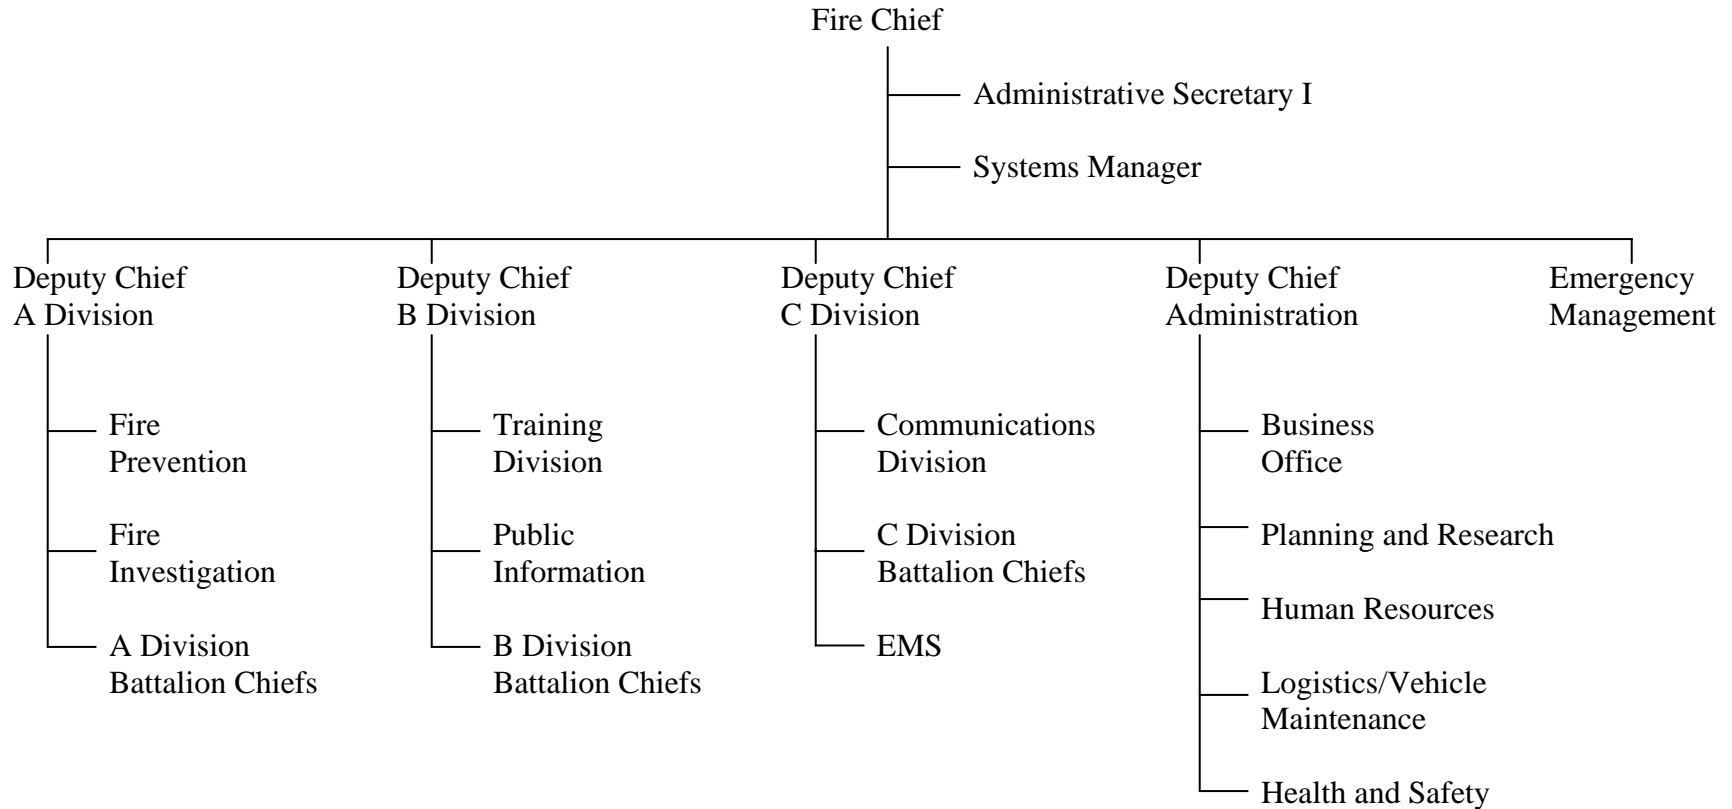 Fire Chief
Administrative Secretary I
Systems Manager
Deputy Chief
A Division
Deputy Chief
B Division
Deputy Chief
C Division
Deputy Chief
Administration
Emergency
Management
Fire
Prevention
Fire
Investigation
A Division
Battalion Chiefs
Training
Division
Public
Information
B Division
Battalion Chiefs
Communications
Division
C Division
Battalion Chiefs
EMS
Business
Office
Planning and Research
Human Resources
Logistics/Vehicle
Maintenance
Health and Safety